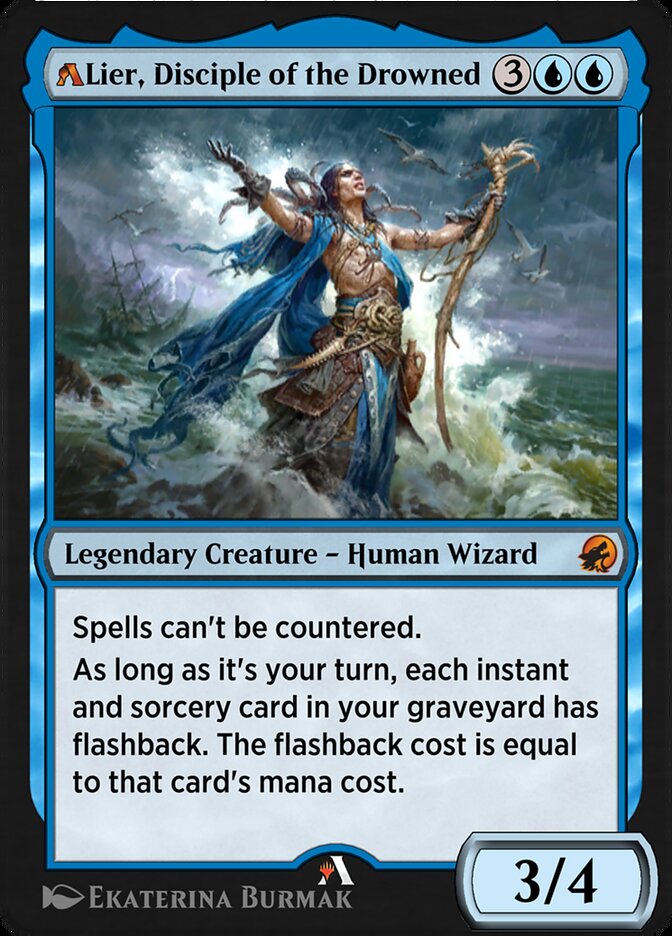 Lier, Disciple of the Drowned 3
Legendary Creature – Human Wizard
Spells can't be countered.
As long as it's your turn, each instant
and sorcery card in your graveyard has
flashback. The flashback cost is equal
to that card's mana cost.
3/4
Ekaterina Burmak